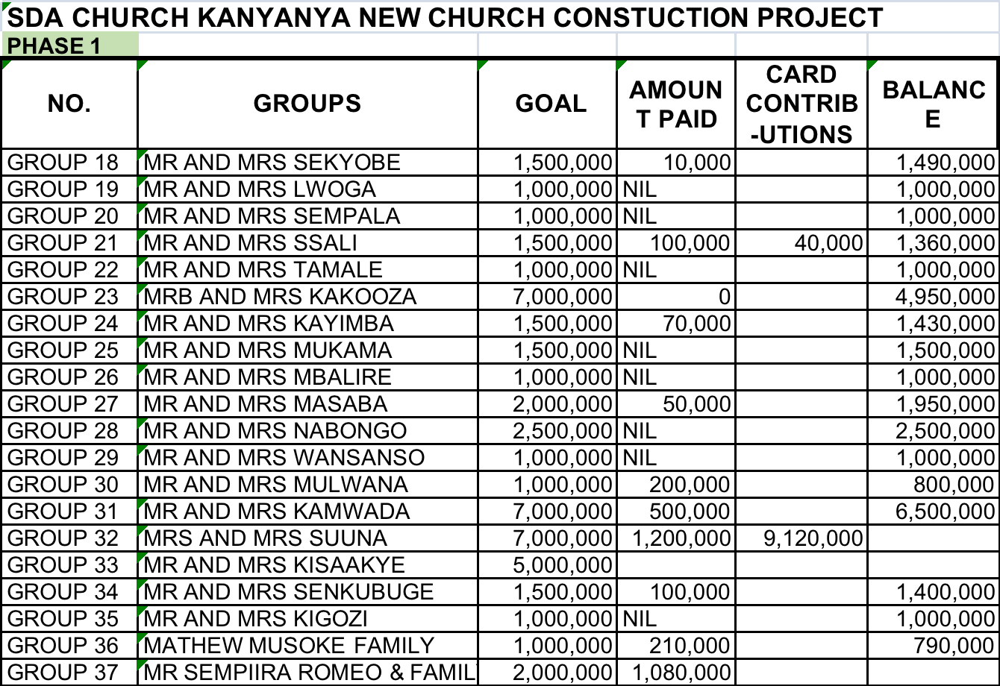 SDA CHURCH KANYANYA NEW CHURCH CONSTUCTION PROJECT
PHASE 1
NO. GROUPS GOAL AMOUN T PAID CARD CONTRIB -UTIONS BALANC E
GROUP 18 MR AND MRS SEKYOBE 1,500,000 10,000 1,490,000
GROUP 19 MR AND MRS LWOGA 1,000,000 NIL 1,000,000
GROUP 20 MR AND MRS SEMPALA 1,000,000 NIL 1,000,000
GROUP 21 MR AND MRS SSALI 1,500,000 100,000 40,000 1,360,000
GROUP 22 MR AND MRS TAMALE 1,000,000 NIL 1,000,000
GROUP 23 MRB AND MRS KAKOOZA 7,000,000 0 4,950,000
GROUP 24 MR AND MRS KAYIMBA 1,500,000 70,000 1,430,000
GROUP 25 MR AND MRS MUKAMA 1,500,000 NIL 1,500,000
GROUP 26 MR AND MRS MBALIRE 1,000,000 NIL 1,000,000
GROUP 27 MR AND MRS MASABA 2,000,000 50,000 1,950,000
GROUP 28 MR AND MRS NABONGO 2,500,000 NIL 2,500,000
GROUP 29 MR AND MRS WANSANSO 1,000,000 NIL 1,000,000
GROUP 30 MR AND MRS MULWANA 1,000,000 200,000 800,000
GROUP 31 MR AND MRS KAMWADA 7,000,000 500,000 6,500,000
GROUP 32 MRS AND MRS SUUNA 7,000,000 1,200,000 9,120,000
GROUP 33 MR AND MRS KISAAKYE 5,000,000
GROUP 34 MR AND MRS SENKUBUGE 1,500,000 100,000 1,400,000
GROUP 35 MR AND MRS KIGOZI 1,000,000 NIL 1,000,000
GROUP 36 MATHEW MUSOKE FAMILY 1,000,000 210,000 790,000
GROUP 37 MR SEMPIIRA ROMEO & FAMIL 2,000,000 1,080,000